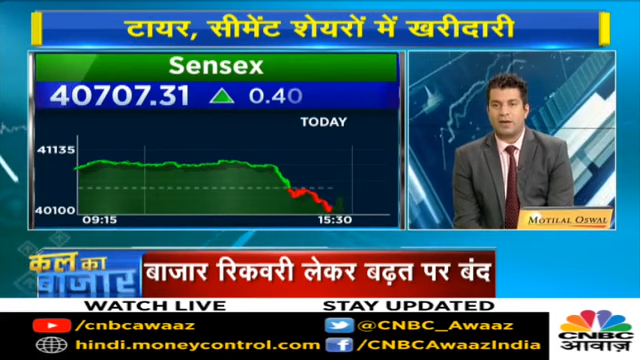 टायर, सीमेंट शेयरों में खरीदारी
Sensex
40707.31 ▲ 0.40
TODAY
41135
40100
09:15 15:30
MOTILAL OSWAL
कल का
बाज़ार
बाजार रिकवरी लेकर बढ़त पर बंद
WATCH LIVE STAY UPDATED
/cnbcawaaz @CNBC_Awaaz
hindi.moneycontrol.com /CNBCAwaazIndia
CNBC
आवाज़